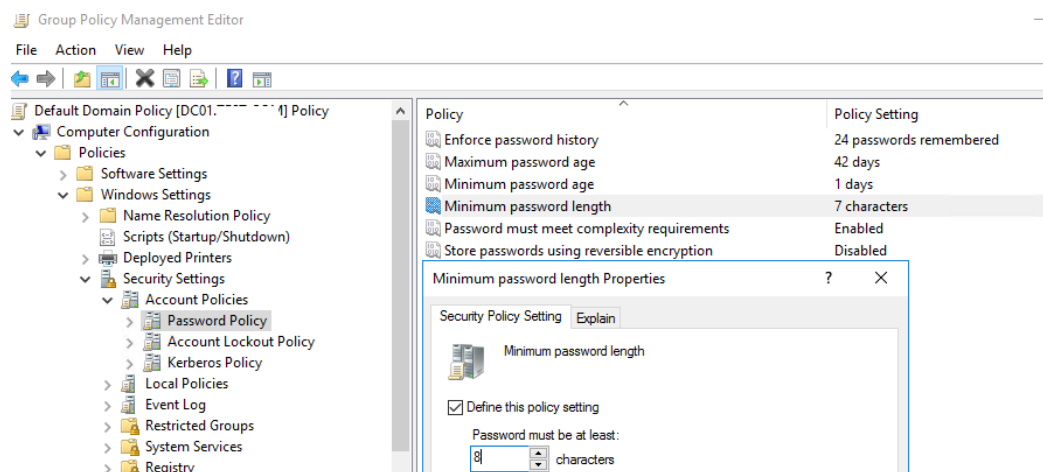 Group Policy Management Editor
File Action View Help
Default Domain Policy [DC01. Policy
Computer Configuration
Policies
Software Settings
Windows Settings
Name Resolution Policy
Scripts (Startup/Shutdown)
Deployed Printers
Security Settings
Account Policies
Password Policy
Account Lockout Policy
Kerberos Policy
Local Policies
Event Log
Restricted Groups
System Services
Registry
Policy Policy Setting
Enforce password history 24 passwords remembered
Maximum password age 42 days
Minimum password age 1 days
Minimum password length 7 characters
Password must meet complexity requirements Enabled
Store passwords using reversible encryption Disabled
Minimum password length Properties ?
Security Policy Setting Explain
Minimum password length
Define this policy setting
Password must be at least:
8 characters